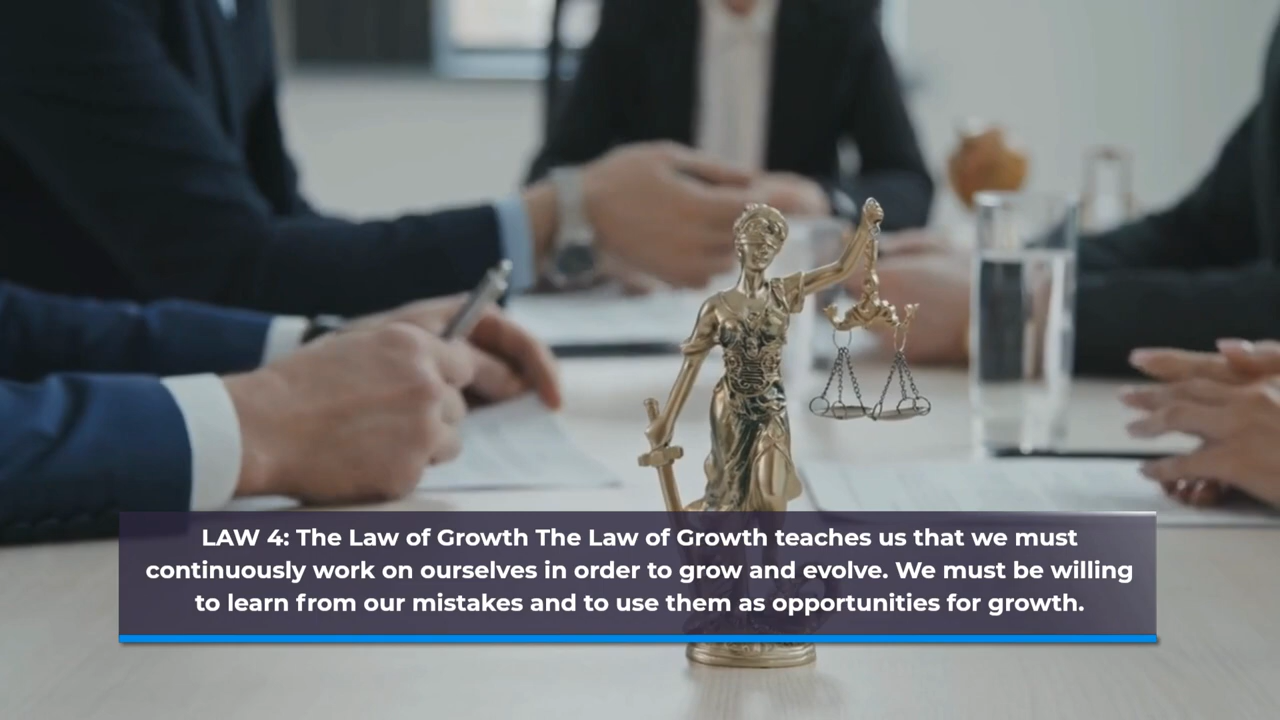 LAW 4: The Law of Growth The Law of Growth teaches us that we must
continuously work on ourselves in order to grow and evolve. We must be willing
to learn from our mistakes and to use them as opportunities for growth.